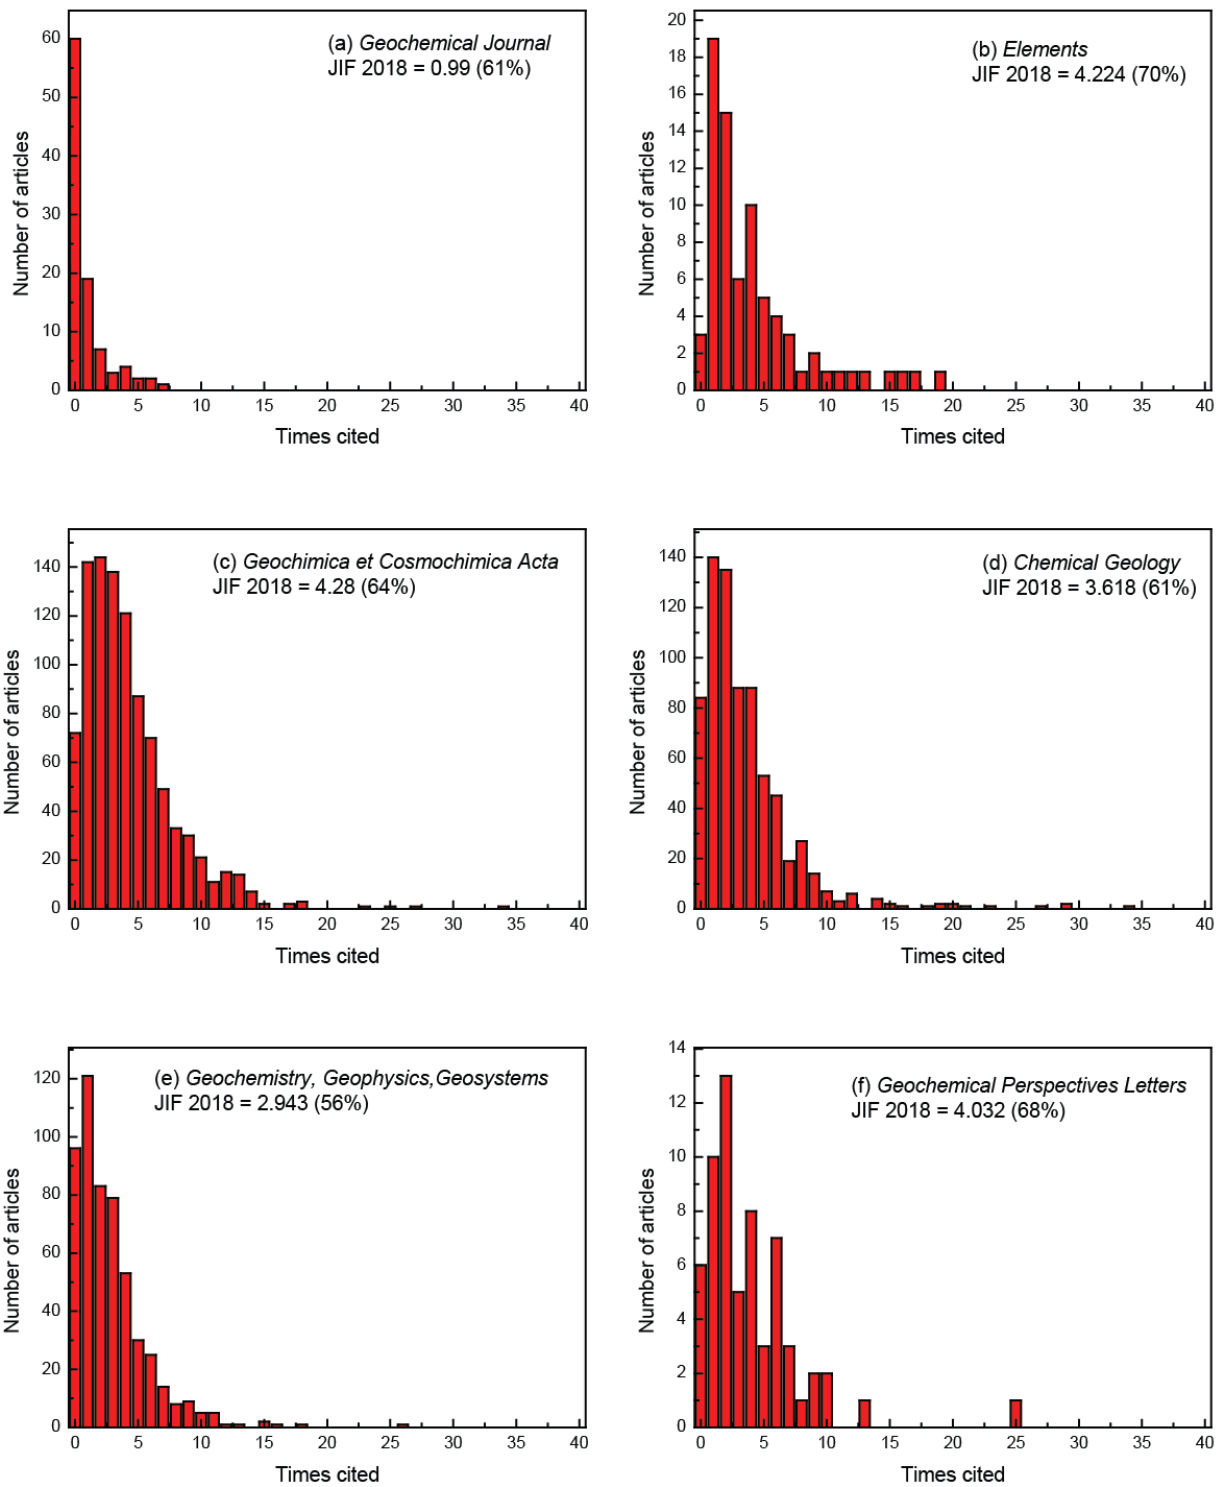 (a) Geochemical Journal
JIF 2018 = 0.99 (61%)
Number of articles
60
50
40
30
20
10
0
0 5 10 15 20 25 30 35 40
Times cited
(b) Elements
JIF 2018 = 4.224 (70%)
Number of articles
20
18
16
14
12
10
8
6
4
2
0
0 5 10 15 20 25 30 35 40
Times cited
(c) Geochimica et Cosmochimica Acta
JIF 2018 = 4.28 (64%)
Number of articles
140
120
100
80
60
40
20
0
0 5 10 15 20 25 30 35 40
Times cited
(d) Chemical Geology
JIF 2018 = 3.618 (61%)
Number of articles
140
120
100
80
60
40
20
0
0 5 10 15 20 25 30 35 40
Times cited
(e) Geochemistry, Geophysics,Geosystems
JIF 2018 = 2.943 (56%)
Number of articles
120
100
80
60
40
20
0
0 5 10 15 20 25 30 35 40
Times cited
(f) Geochemical Perspectives Letters
JIF 2018 = 4.032 (68%)
Number of articles
14
12
10
8
6
4
2
0
0 5 10 15 20 25 30 35 40
Times cited